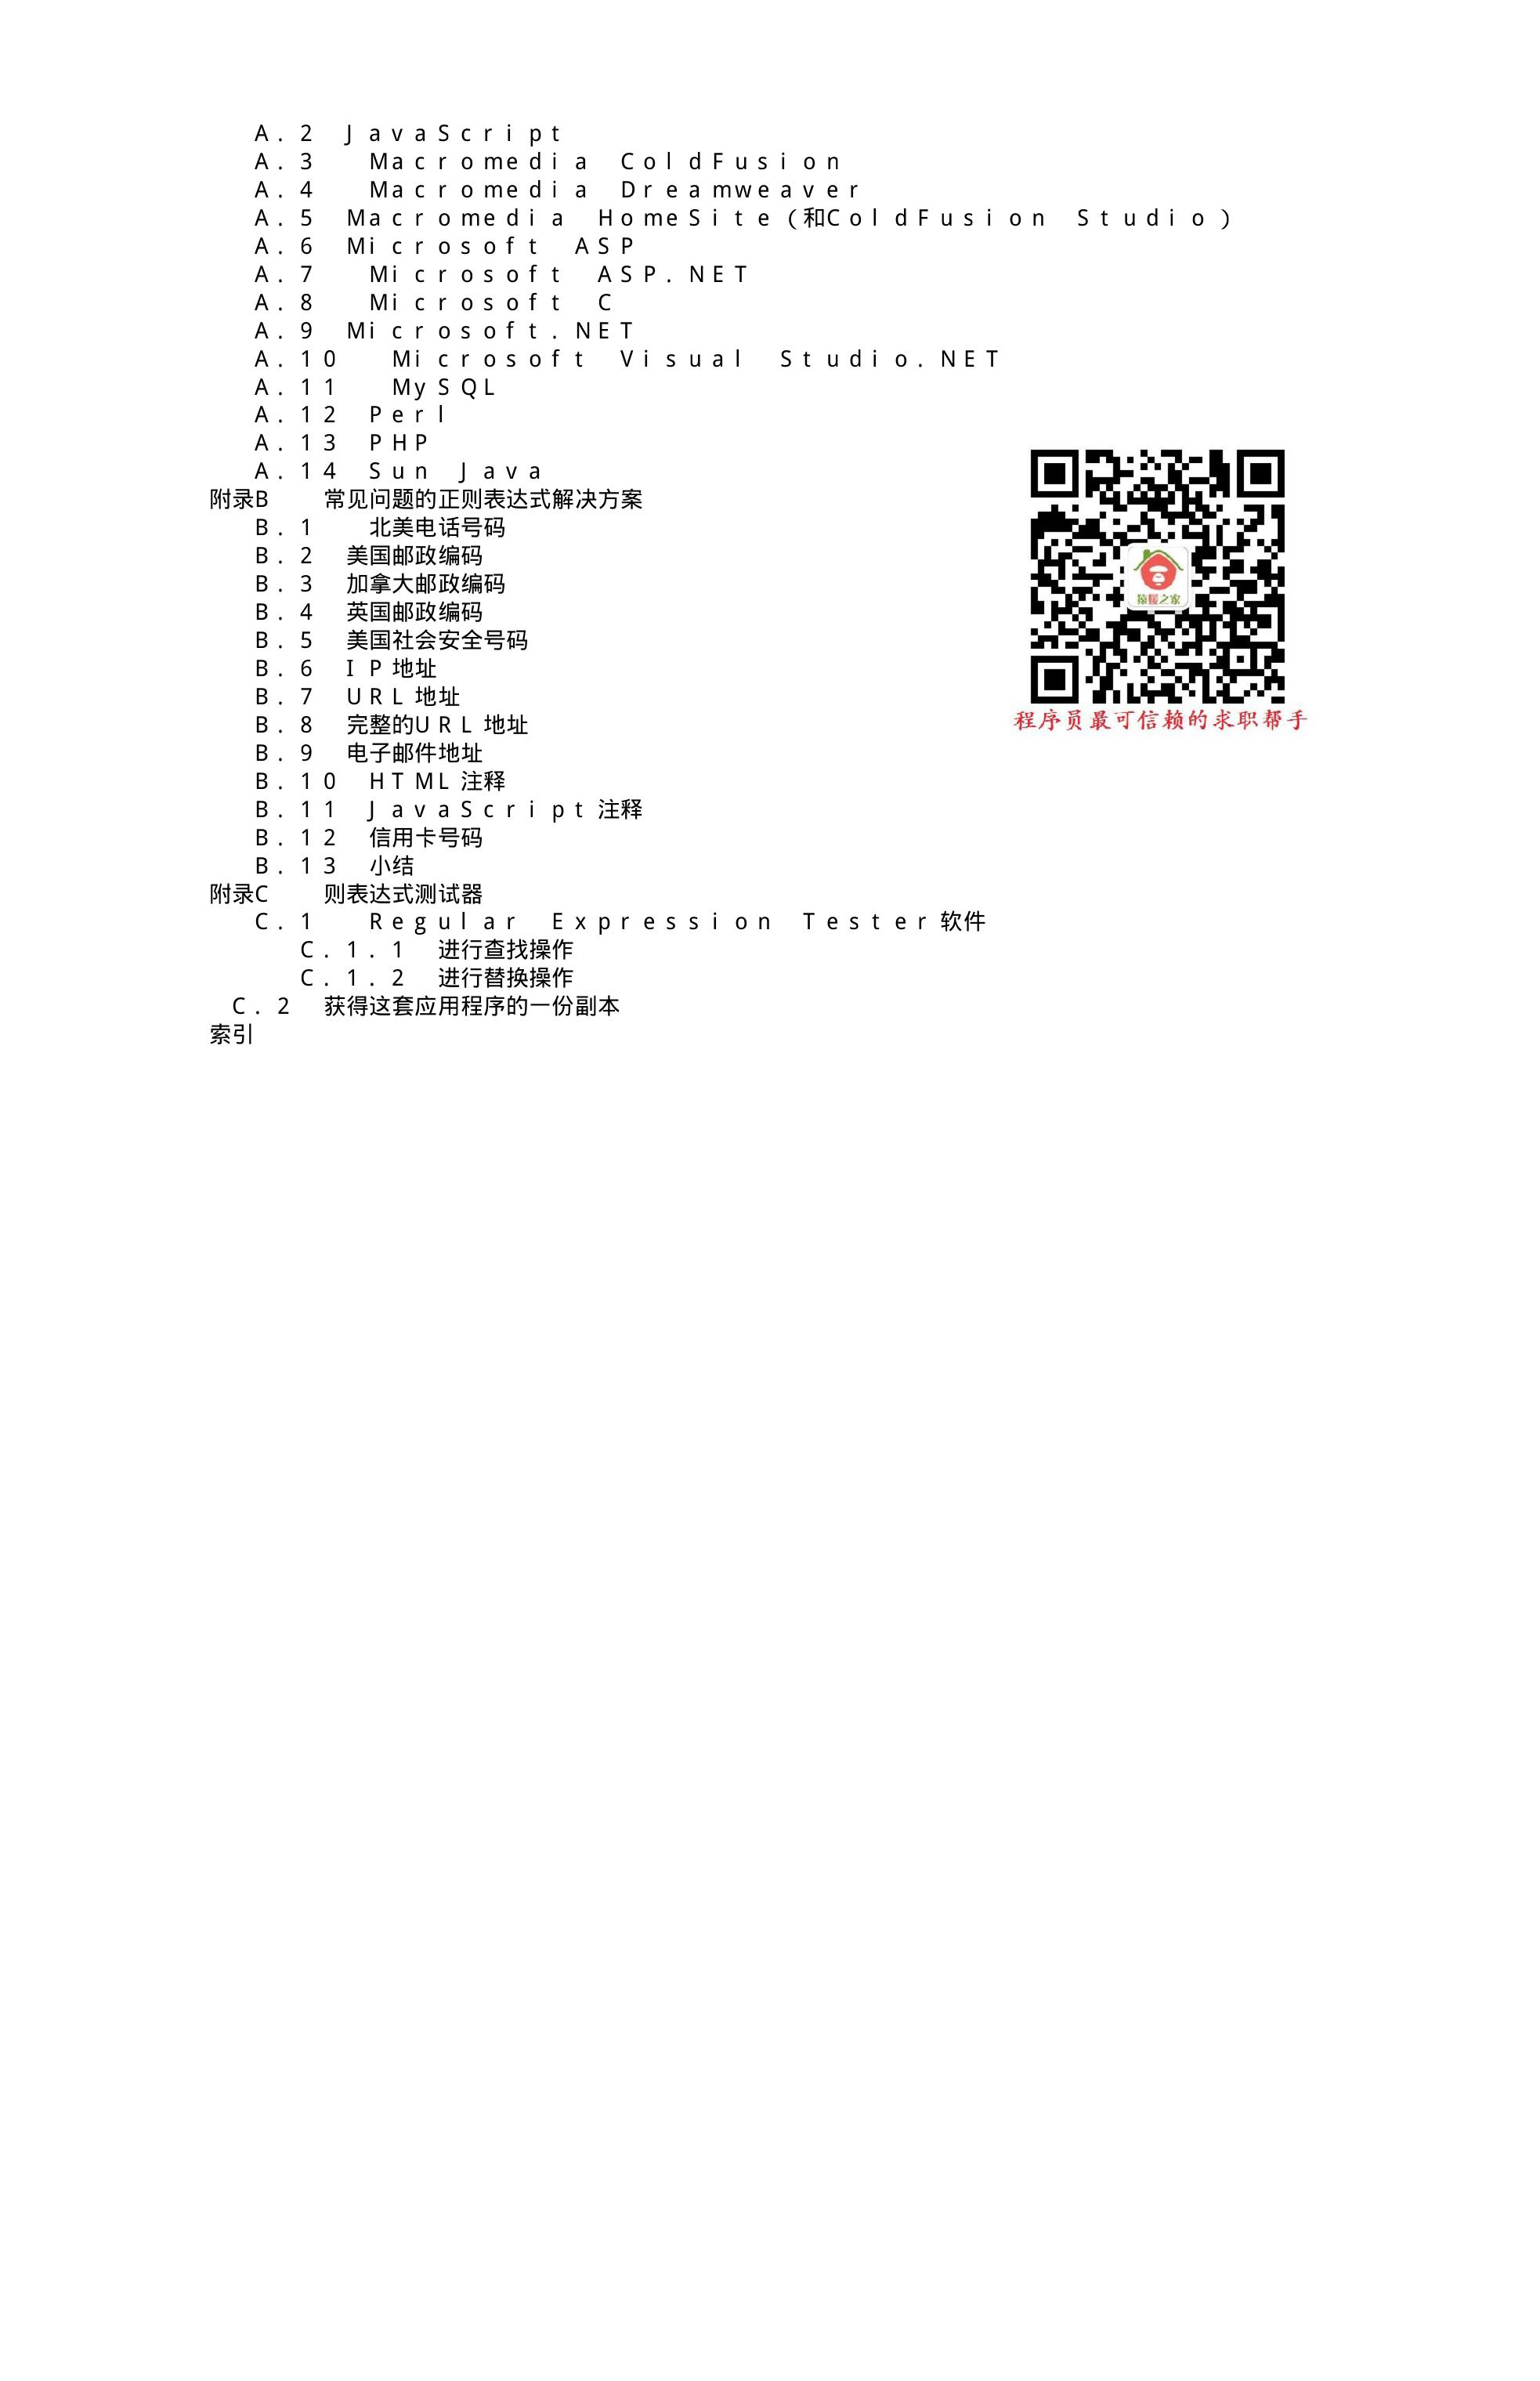 A.2 JavaScript
A.3 Macromedia ColdFusion
A.4 Macromedia Dreamweaver
A.5 Macromedia HomeSite(和ColdFusion Studio)
A.6 Microsoft ASP
A.7 Microsoft ASP.NET
A.8 Microsoft C
A.9 Microsoft.NET
A.10 Microsoft Visual Studio.NET
A.11 MySQL
A.12 Perl
A.13 PHP
A.14 Sun Java
附录B 常见问题的正则表达式解决方案
B.1 北美电话号码
B.2 美国邮政编码
B.3 加拿大邮政编码
B.4 英国邮政编码
B.5 美国社会安全号码
B.6 IP地址
B.7 URL地址
B.8 完整的URL地址
B.9 电子邮件地址
B.10 HTML注释
B.11 JavaScript注释
B.12 信用卡号码
B.13 小结
附录C 则表达式测试器
C.1 Regular Expression Tester软件
C.1.1 进行查找操作
C.1.2 进行替换操作
C.2 获得这套应用程序的一份副本
索引
猿媛之家
程序员最可信赖的求职帮手